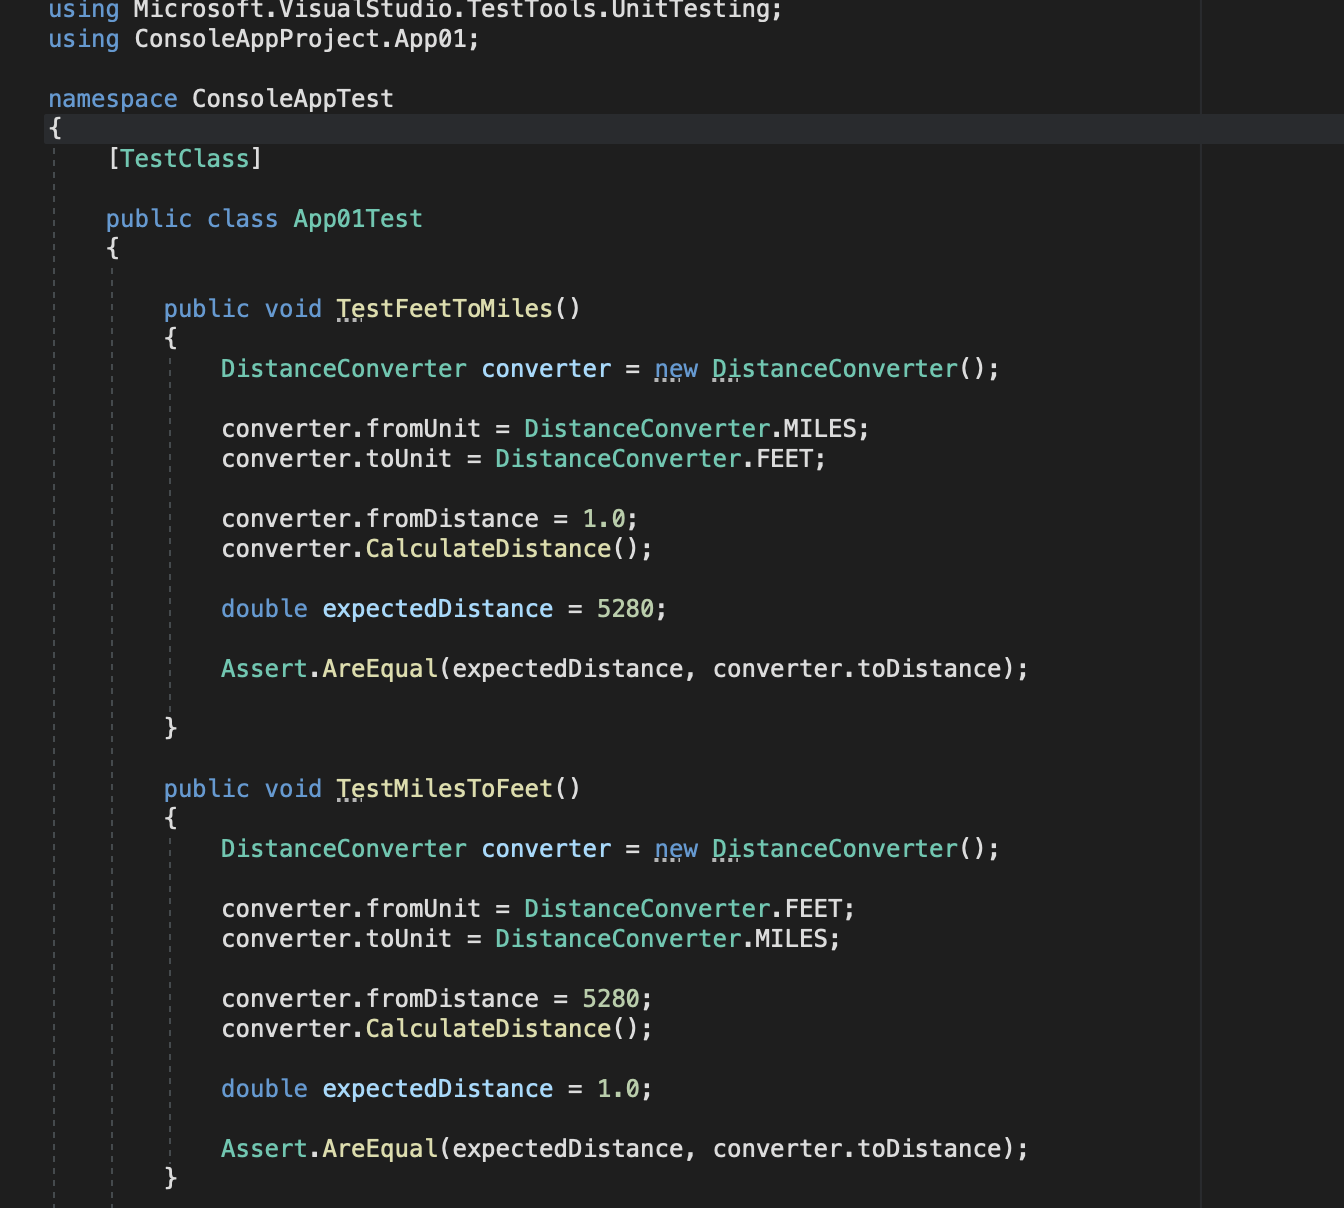 using Microsoft.VisualStudio.TestTools.UnitTesting;
using ConsoleAppProject.App01;
namespace ConsoleAppTest
{
[TestClass]
public class App01Test
{
public void TestFeetToMiles()
{
DistanceConverter converter = new DistanceConverter();
converter.fromUnit = DistanceConverter.MILES;
converter.toUnit = DistanceConverter.FEET;
converter.fromDistance = 1.0;
converter.CalculateDistance();
double expectedDistance = 5280;
Assert.AreEqual(expectedDistance, converter.toDistance);
}
public void TestMilesToFeet()
{
DistanceConverter converter = new DistanceConverter();
converter.fromUnit = DistanceConverter.FEET;
converter.toUnit = DistanceConverter.MILES;
converter.fromDistance = 5280;
converter.CalculateDistance();
double expectedDistance = 1.0;
Assert.AreEqual(expectedDistance, converter.toDistance);
}